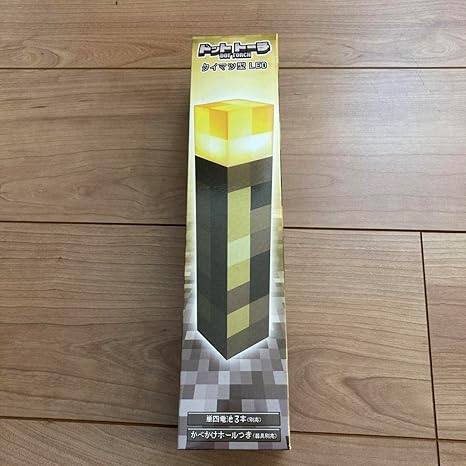 ドットトーチ
DOT TORCH
タイマツ型 LED
単四電池3本(別売)
かべかけホールつき(器具別売)